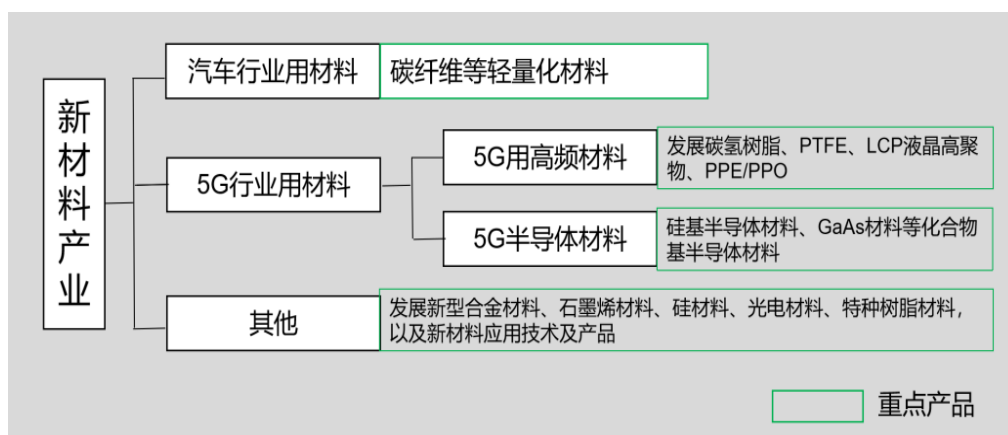 新材料产业
汽车行业用材料
碳纤维等轻量化材料
5G行业用材料
5G用高频材料
发展碳氢树脂、PTFE、LCP液晶高聚
物、PPE/PPO
5G半导体材料
硅基半导体材料、GaAs材料等化合物
基半导体材料
其他
发展新型合金材料、石墨烯材料、硅材料、光电材料、特种树脂材料，
以及新材料应用技术及产品
重点产品